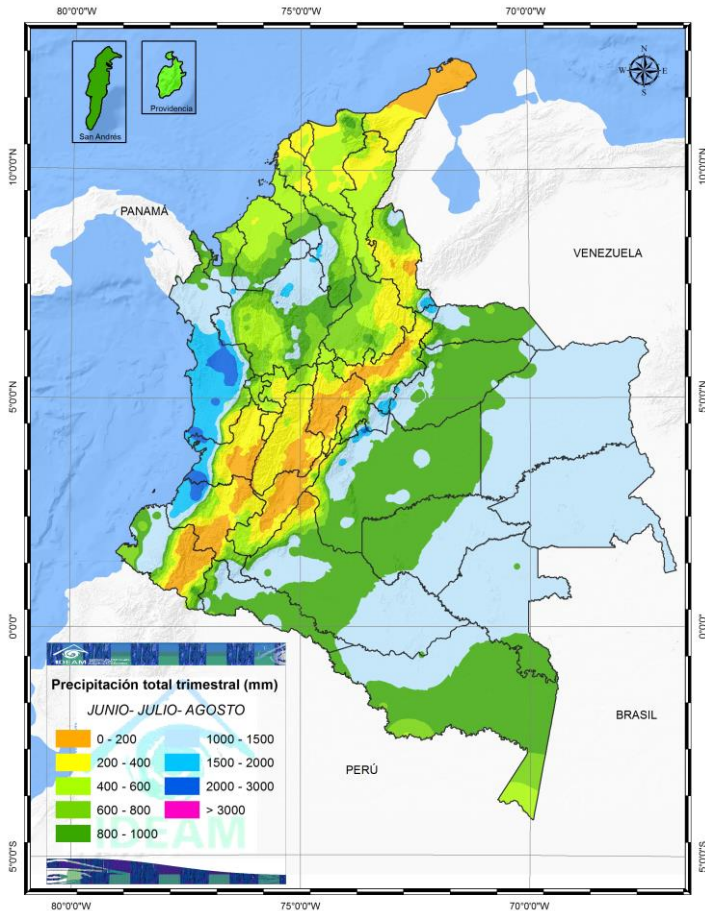 80°0'0"W 75°0'0"W 70°0'0"W
San Andrés
Providencia
N
W E
S
10°0'0"N 10°0'0"N
PANAMÁ
VENEZUELA
5°0'0"N 5°0'0"N
0°0'0" 0°0'0"
IDEAM
Precipitación total trimestral (mm)
JUNIO- JULIO- AGOSTO
0 - 200 1000 - 1500
200 - 400 1500 - 2000
400 - 600 2000 - 3000
600 - 800 > 3000
800 - 1000
IDEAM
BRASIL
PERÚ
5°0'0"S 5°0'0"S
80°0'0"W 75°0'0"W 70°0'0"W